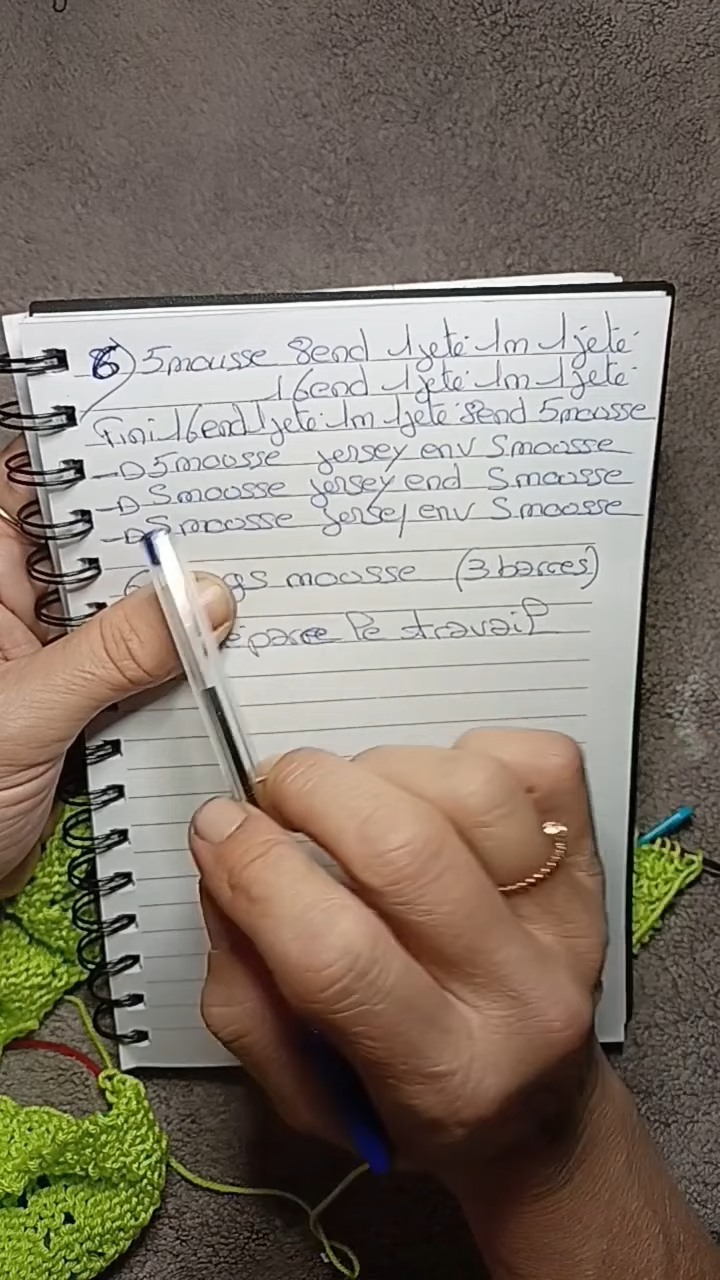 6) 5mousse 8end 1jeté 1m 1jeté
16end 1jeté 1m 1jeté
Fini 16end 1jeté 1m 1jeté 8end 5mousse
→ 5mousse jersey env 5mousse
→ 5mousse jersey end 5mousse
→ 5mousse jersey env 5mousse
mousse (3 barres)
le travail